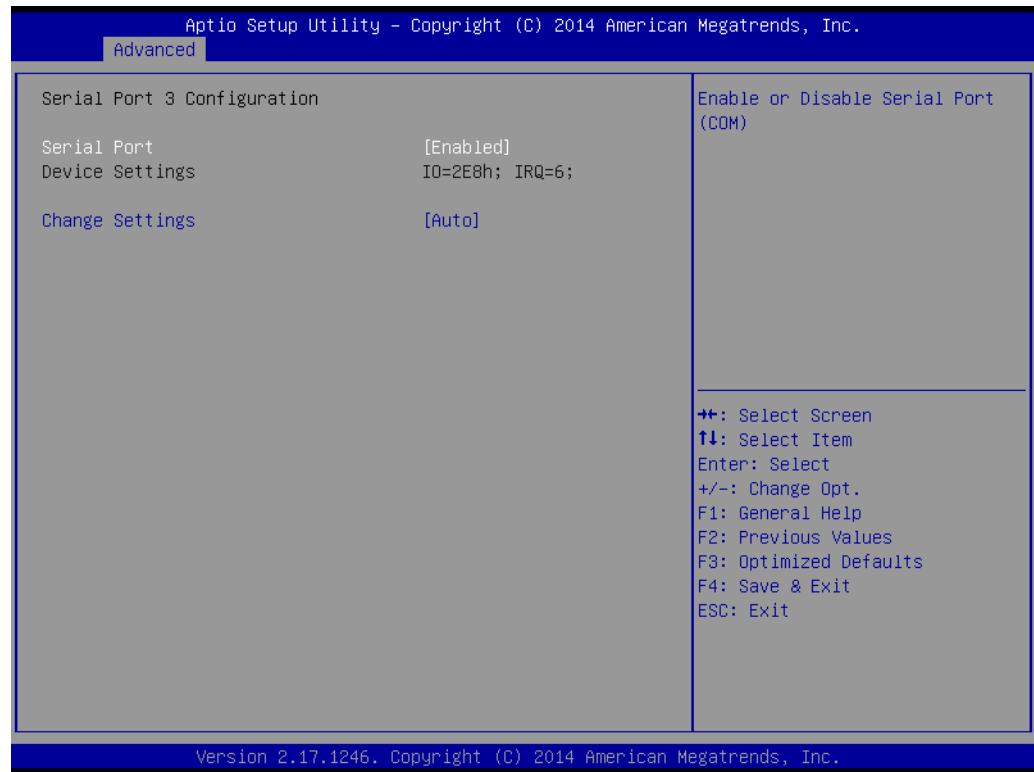 Aptio Setup Utility – Copyright (C) 2014 American Megatrends, Inc.
Advanced
Serial Port 3 Configuration
Serial Port [Enabled]
Device Settings IO=2E8h; IRQ=6;
Change Settings [Auto]
Enable or Disable Serial Port
(COM)
→←: Select Screen
↑↓: Select Item
Enter: Select
+/-: Change Opt.
F1: General Help
F2: Previous Values
F3: Optimized Defaults
F4: Save & Exit
ESC: Exit
Version 2.17.1246. Copyright (C) 2014 American Megatrends, Inc.